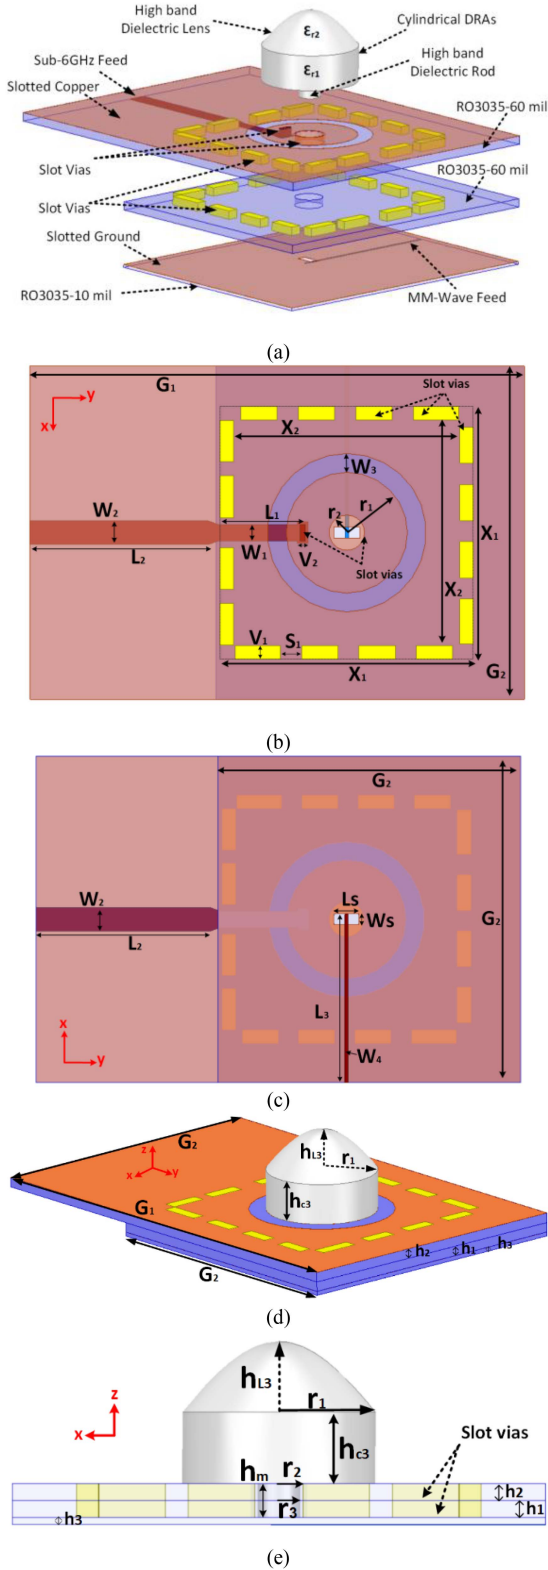 High band
Dielectric Lens
εr2
Cylindrical DRAs
Sub-6GHz Feed
εr1
High band
Dielectric Rod
Slotted Copper
RO3035-60 mil
Slot Vias
RO3035-60 mil
Slot Vias
Slotted Ground
RO3035-10 mil
MM-Wave Feed
(a)
G1
y
x
Slot vias
X2
W3
W2
L1
r2
r1
X1
L2
W1
V2
Slot vias
X2
V1
S1
X1
G2
(b)
G2
W2
Ls
Ws
G2
L2
L3
x
y
W4
(c)
G2
z
x
y
hL3
r1
hc3
G1
G2
h2
h1
h3
(d)
z
x
hL3
r1
hc3
Slot vias
hm
r2
r3
h2
h1
h3
(e)